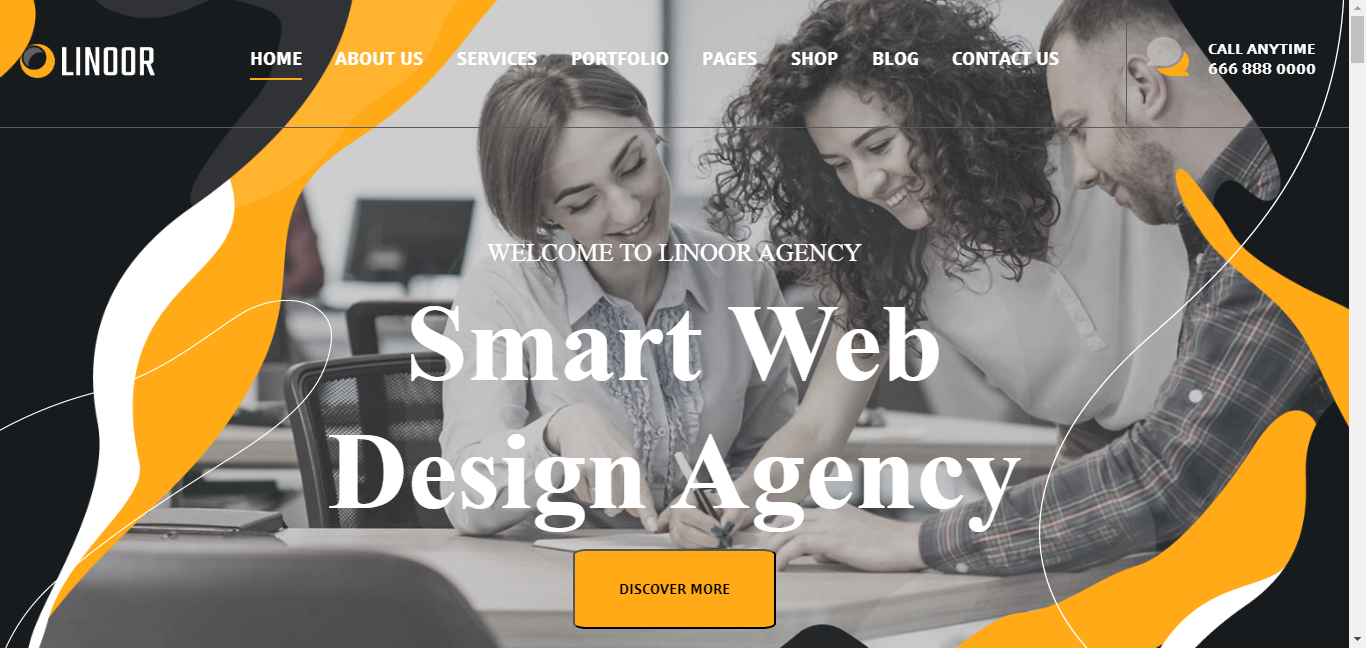 LINOOR
HOME ABOUT US SERVICES PORTFOLIO PAGES SHOP BLOG CONTACT US
CALL ANYTIME
666 888 0000
WELCOME TO LINOOR AGENCY
Smart Web
Design Agency
DISCOVER MORE